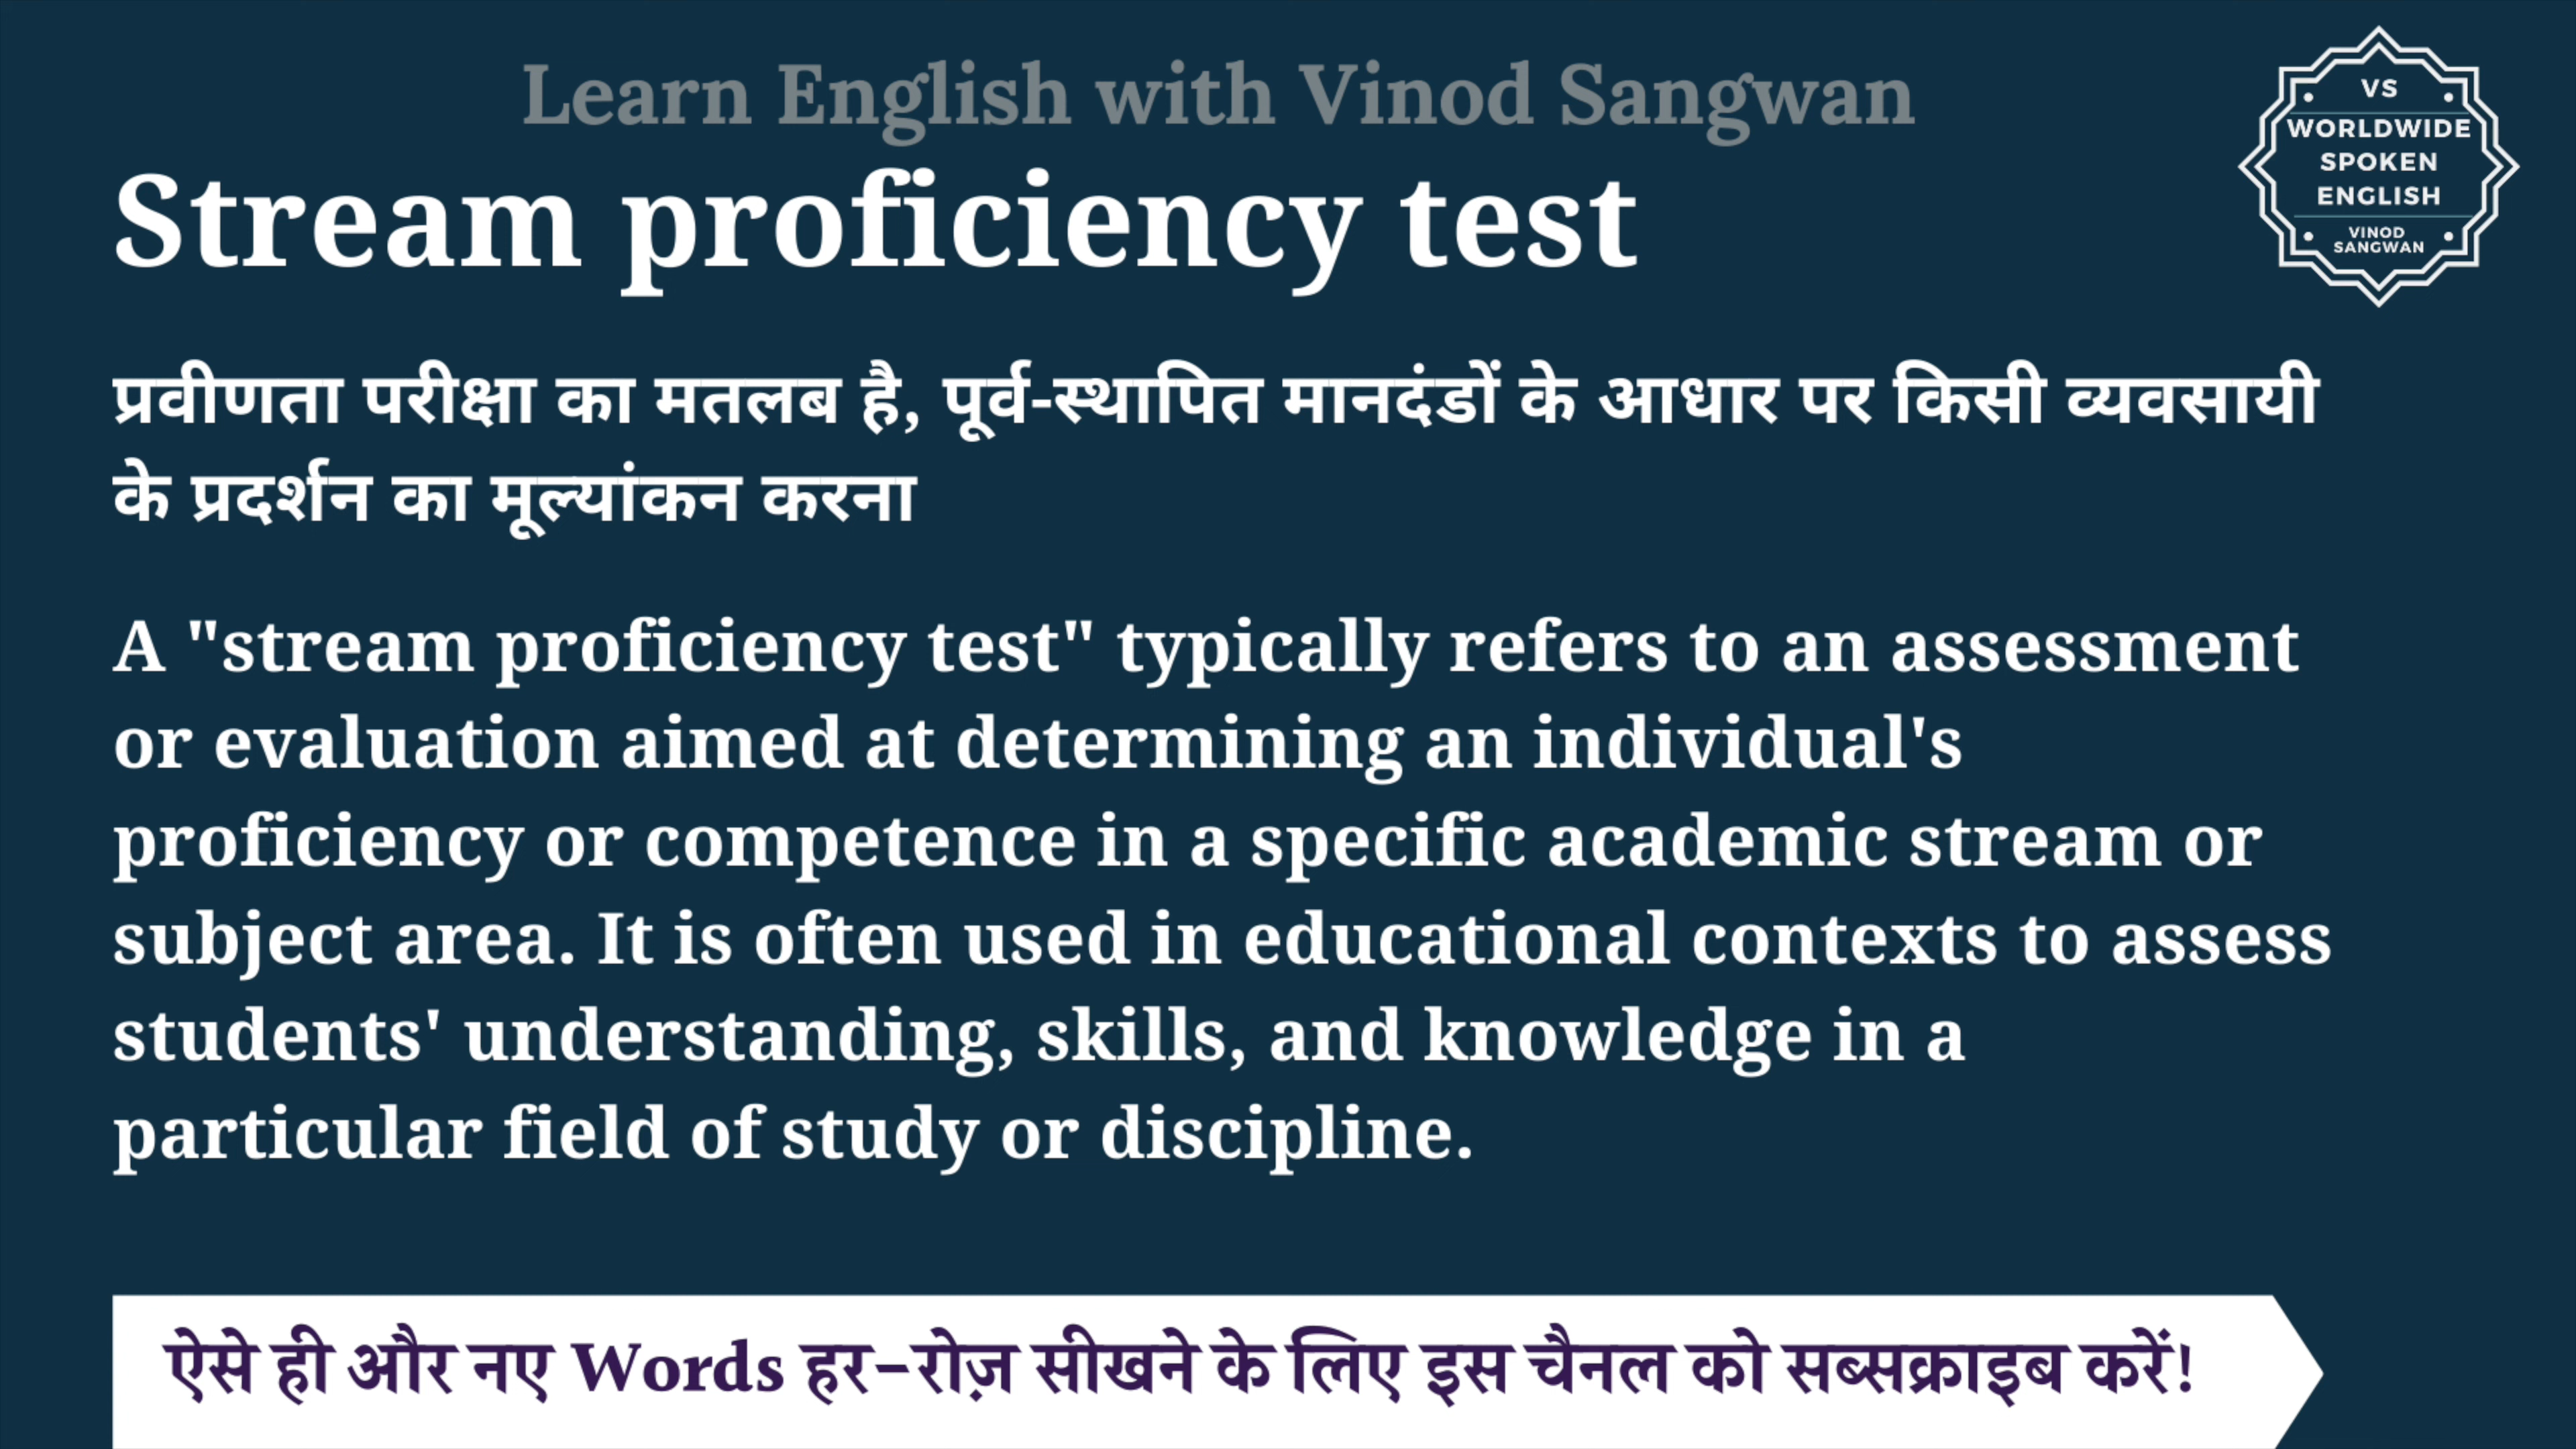 Learn English with Vinod Sangwan
Stream proficiency test
VS
WORLDWIDE
SPOKEN
ENGLISH
VINOD
SANGWAN
प्रवीणता परीक्षा का मतलब है, पूर्व-स्थापित मानदंडों के आधार पर किसी व्यवसायी
के प्रदर्शन का मूल्यांकन करना
A "stream proficiency test" typically refers to an assessment
or evaluation aimed at determining an individual's
proficiency or competence in a specific academic stream or
subject area. It is often used in educational contexts to assess
students' understanding, skills, and knowledge in a
particular field of study or discipline.
ऐसे ही और नए Words हर-रोज़ सीखने के लिए इस चैनल को सब्सक्राइब करें!